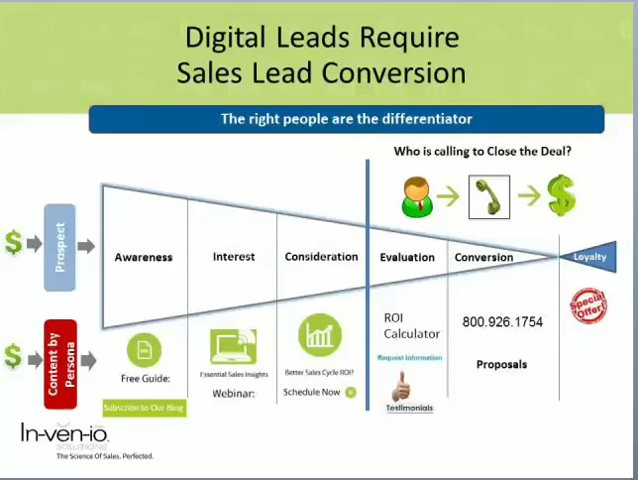 Digital Leads Require
Sales Lead Conversion
The right people are the differentiator
Who is calling to Close the Deal?
$
Prospect
Awareness
Interest
Consideration
Evaluation
Conversion
Loyalty
$
Content by
Persona
Free Guide:
Subscribe to Our Blog
Essential Sales Insights
Webinar:
Better Sales Cycle ROI?
Schedule Now
ROI
Calculator
Request Information
Testimonials
800.926.1754
Proposals
Special
Offer!
In·ven·io
SOLUTIONS
The Science Of Sales, Perfected.